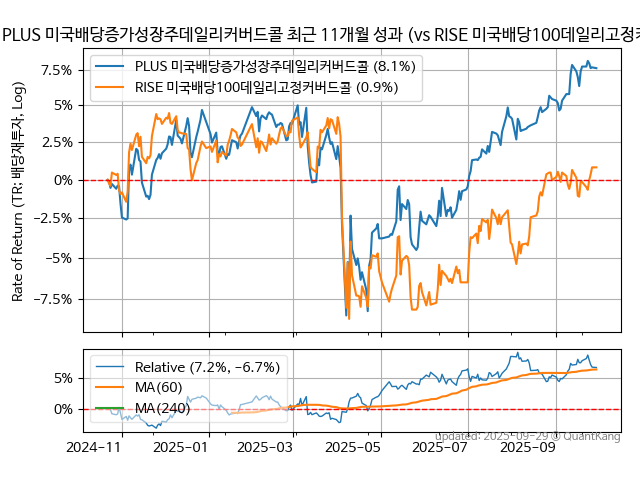 PLUS 미국배당증가성장주데일리커버드콜 최근 11개월 성과 (vs RISE 미국배당100데일리고정커
PLUS 미국배당증가성장주데일리커버드콜 (8.1%)
RISE 미국배당100데일리고정커버드콜 (0.9%)
Rate of Return (TR: 배당재투자, Log)
7.5%
5%
2.5%
0%
−2.5%
−5%
−7.5%
Relative (7.2%, −6.7%)
MA(60)
MA(240)
5%
0%
updated: 2025-09-29 © QuantKang
2024−11
2025−01
2025−03
2025−05
2025−07
2025−09